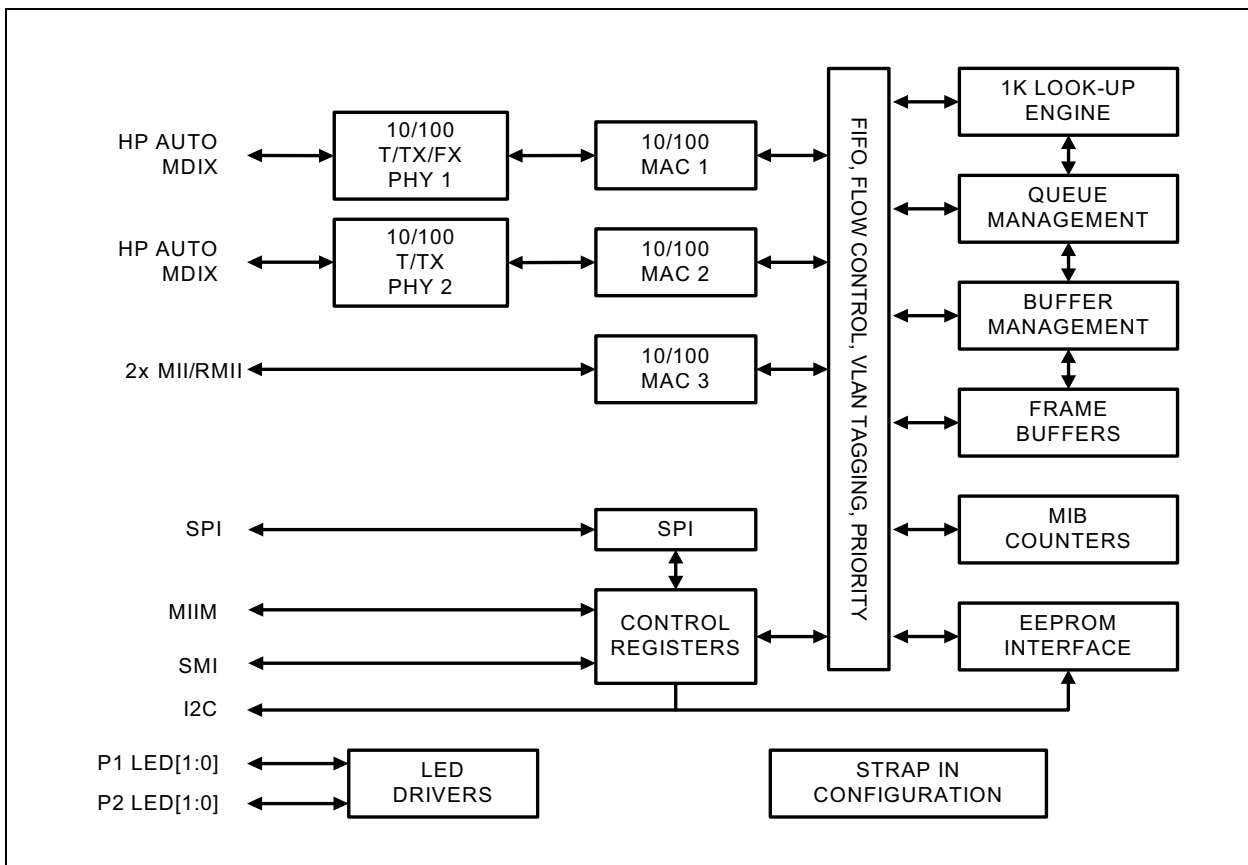 HP AUTO
MDIX
10/100
T/TX/FX
PHY 1
10/100
MAC 1
HP AUTO
MDIX
10/100
T/TX
PHY 2
10/100
MAC 2
2x MII/RMII
10/100
MAC 3
SPI
SPI
MIIM
SMI
CONTROL
REGISTERS
I2C
P1 LED[1:0]
P2 LED[1:0]
LED
DRIVERS
FIFO, FLOW CONTROL, VLAN TAGGING, PRIORITY
1K LOOK-UP
ENGINE
QUEUE
MANAGEMENT
BUFFER
MANAGEMENT
FRAME
BUFFERS
MIB
COUNTERS
EEPROM
INTERFACE
STRAP IN
CONFIGURATION